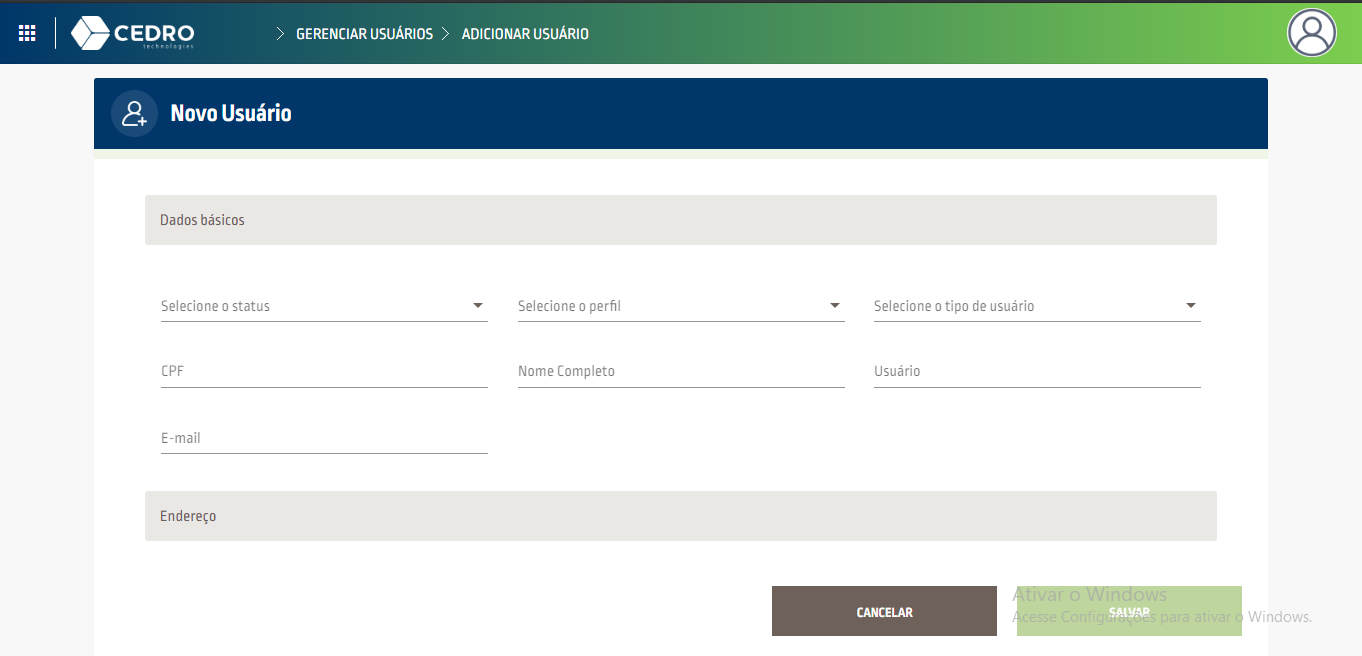 CEDRO
technologies
GERENCIAR USUÁRIOS
ADICIONAR USUÁRIO
Novo Usuário
Dados básicos
Selecione o status
Selecione o perfil
Selecione o tipo de usuário
CPF
Nome Completo
Usuário
E-mail
Endereço
CANCELAR
SALVAR
Ativar o Windows
Acesse Configurações para ativar o Windows.